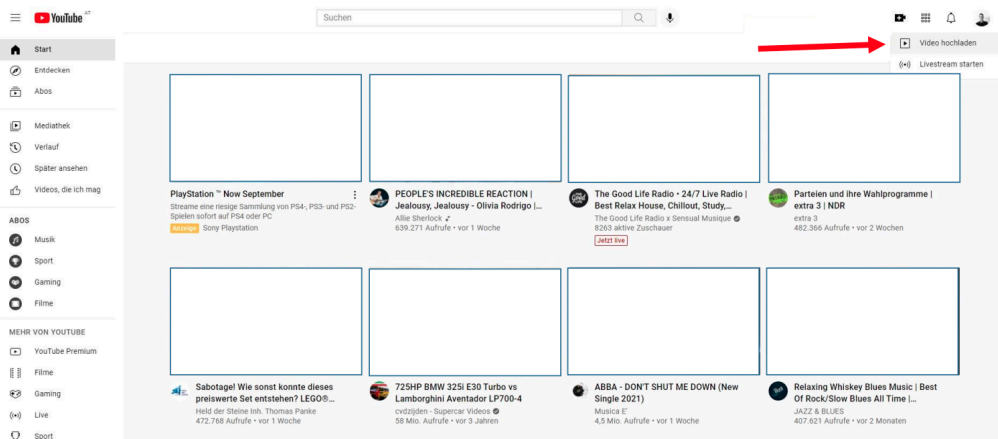 YouTube AT
Suchen
Start
Entdecken
Abos
Mediathek
Verlauf
Später ansehen
Videos, die ich mag
ABOS
Musik
Sport
Gaming
Filme
MEHR VON YOUTUBE
YouTube Premium
Filme
Gaming
Live
Sport
Video hochladen
Livestream starten
PlayStation ™ Now September
Streame eine riesige Sammlung von PS4-, PS3- und PS2-
Spielen sofort auf PS4 oder PC
Anzeige Sony Playstation
PEOPLE'S INCREDIBLE REACTION |
Jealousy, Jealousy - Olivia Rodrigo |...
Allie Sherlock
639.271 Aufrufe • vor 1 Woche
The Good Life Radio • 24/7 Live Radio |
Best Relax House, Chillout, Study,...
The Good Life Radio x Sensual Musique
8263 aktive Zuschauer
Jetzt live
Parteien und ihre Wahlprogramme |
extra 3 | NDR
extra 3
482.366 Aufrufe • vor 2 Wochen
Sabotage! Wie sonst konnte dieses
preiswerte Set entstehen? LEGO®...
Held der Steine Inh. Thomas Panke
472.768 Aufrufe • vor 1 Woche
725HP BMW 325i E30 Turbo vs
Lamborghini Aventador LP700-4
cvdzijden - Supercar Videos
58 Mio. Aufrufe • vor 3 Jahren
ABBA - DON'T SHUT ME DOWN (New
Single 2021)
Musica E'
4,5 Mio. Aufrufe • vor 1 Woche
Relaxing Whiskey Blues Music | Best
Of Rock/Slow Blues All Time |...
JAZZ & BLUES
407.621 Aufrufe • vor 2 Monaten